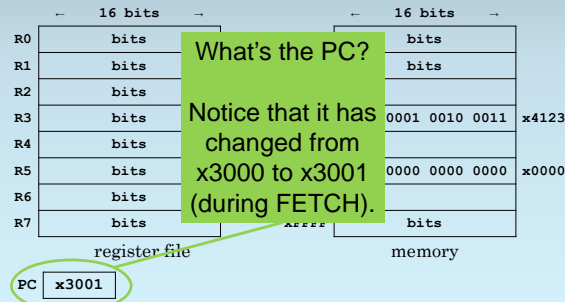 ← 16 bits →
← 16 bits →
R0 bits
bits
R1 bits
bits
R2 bits
R3 bits
0001 0010 0011 x4123
R4 bits
R5 bits
0000 0000 0000 x0000
R6 bits
R7 bits
bits
What's the PC?
Notice that it has
changed from
x3000 to x3001
(during FETCH).
register file
memory
PC x3001